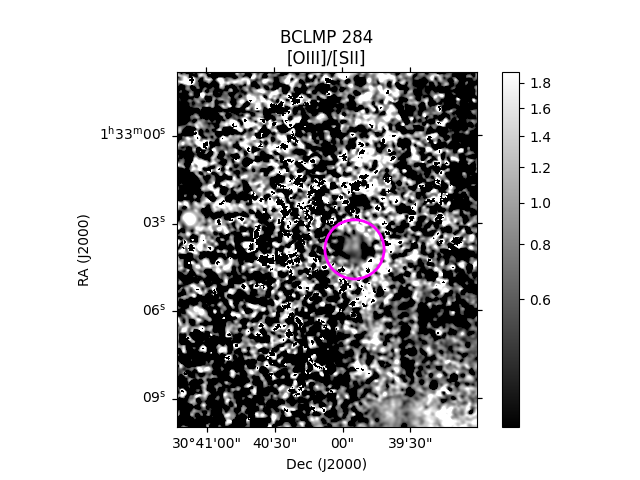 BCLMP 284
[OIII]/[SII]
1h33m00s
03s
06s
09s
RA (J2000)
30°41'00"
40'30"
00"
39'30"
Dec (J2000)
1.8
1.6
1.4
1.2
1.0
0.8
0.6